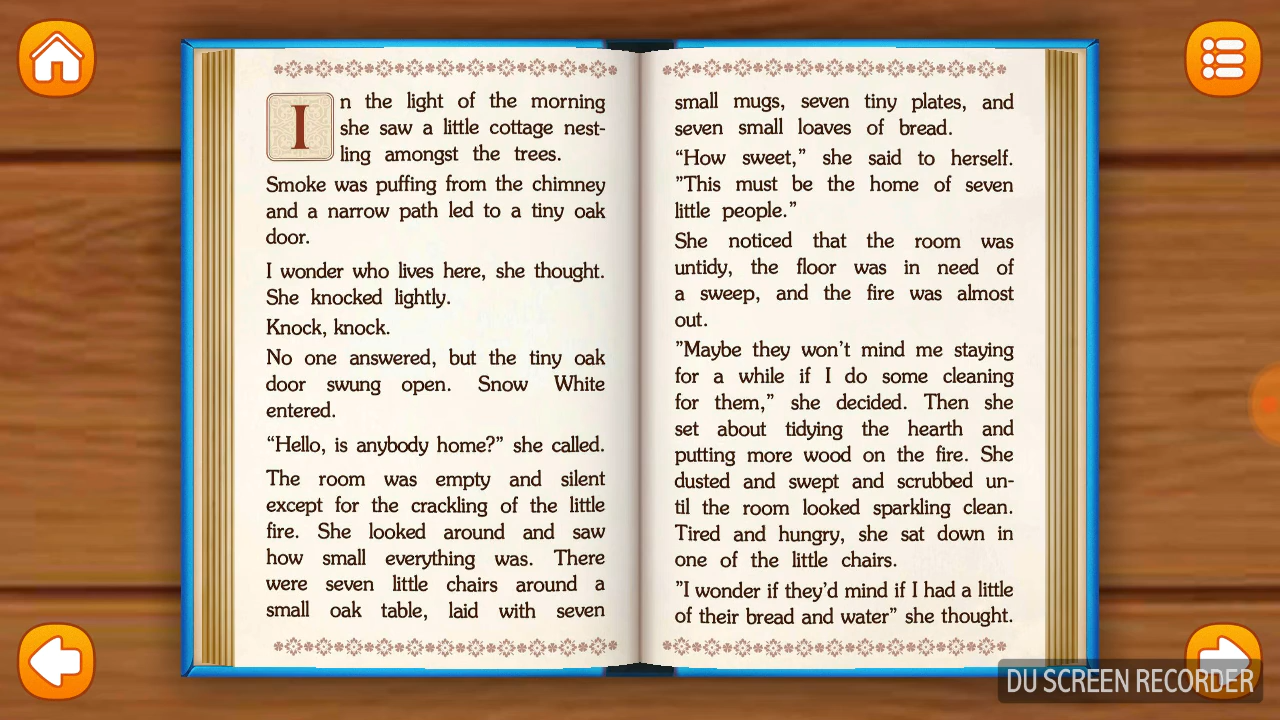 In the light of the morning
she saw a little cottage nest-
ling amongst the trees.
Smoke was puffing from the chimney
and a narrow path led to a tiny oak
door.
I wonder who lives here, she thought.
She knocked lightly.
Knock, knock.
No one answered, but the tiny oak
door swung open. Snow White
entered.
“Hello, is anybody home?” she called.
The room was empty and silent
except for the crackling of the little
fire. She looked around and saw
how small everything was. There
were seven little chairs around a
small oak table, laid with seven
small mugs, seven tiny plates, and
seven small loaves of bread.
“How sweet,” she said to herself.
”This must be the home of seven
little people.”
She noticed that the room was
untidy, the floor was in need of
a sweep, and the fire was almost
out.
”Maybe they won’t mind me staying
for a while if I do some cleaning
for them,” she decided. Then she
set about tidying the hearth and
putting more wood on the fire. She
dusted and swept and scrubbed un-
til the room looked sparkling clean.
Tired and hungry, she sat down in
one of the little chairs.
”I wonder if they’d mind if I had a little
of their bread and water” she thought.
DU SCREEN RECORDER